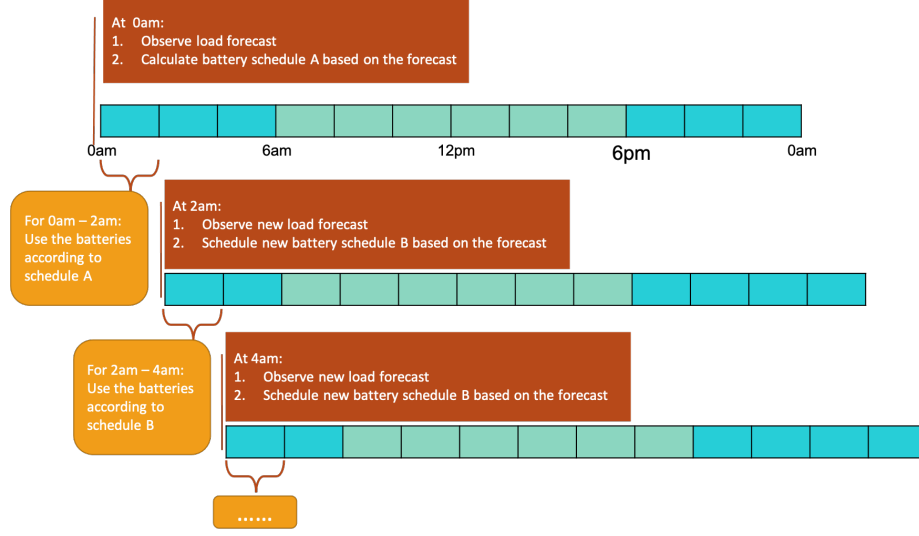 At 0am:
1. Observe load forecast
2. Calculate battery schedule A based on the forecast
0am
6am
12pm
6pm
0am
For 0am – 2am:
Use the batteries
according to
schedule A
At 2am:
1. Observe new load forecast
2. Schedule new battery schedule B based on the forecast
For 2am – 4am:
Use the batteries
according to
schedule B
At 4am:
1. Observe new load forecast
2. Schedule new battery schedule B based on the forecast
……